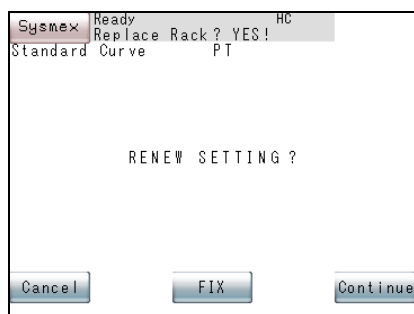 Sysmex Ready HC
Replace Rack? YES!
Standard Curve PT
RENEW SETTING?
Cancel FIX Continue